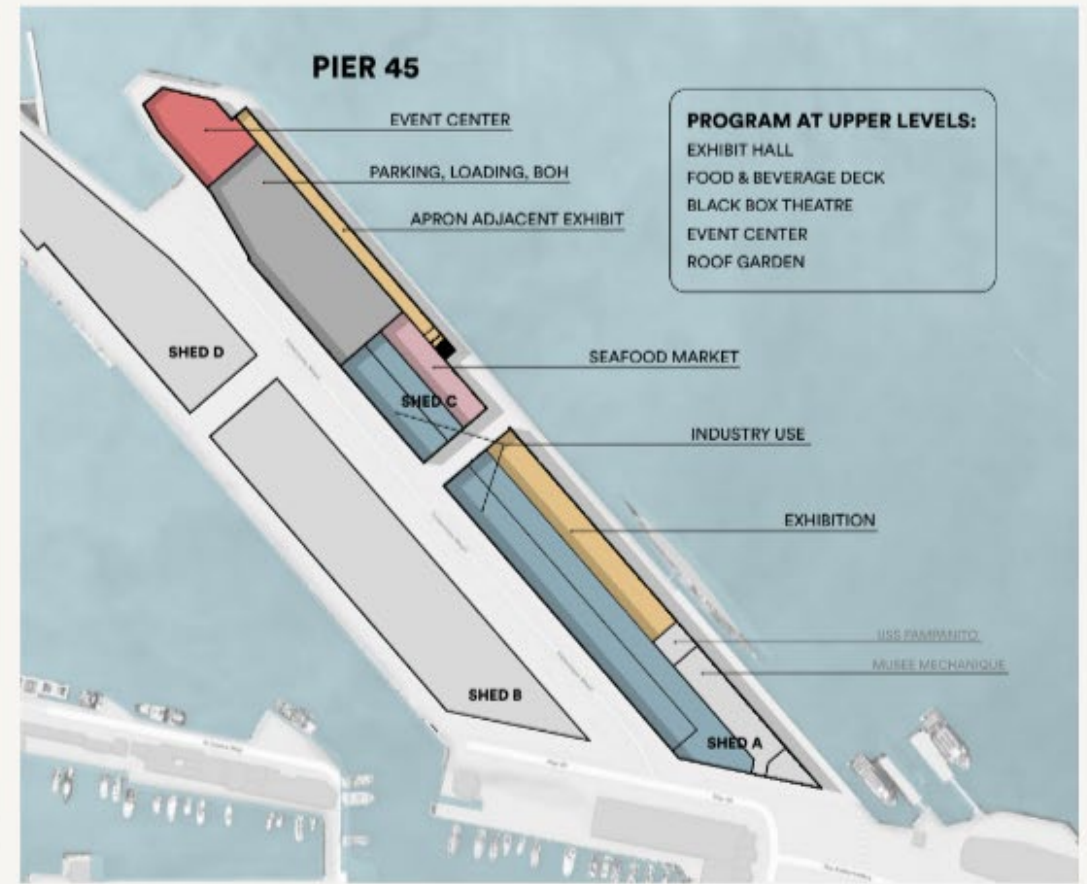 PIER 45
EVENT CENTER
PARKING, LOADING, BOH
APRON ADJACENT EXHIBIT
PROGRAM AT UPPER LEVELS:
EXHIBIT HALL
FOOD & BEVERAGE DECK
BLACK BOX THEATRE
EVENT CENTER
ROOF GARDEN
SHED D
SEAFOOD MARKET
SHED C
INDUSTRY USE
EXHIBITION
USS PAMPANITO
MUSEE MECHANIQUE
SHED B
SHED A